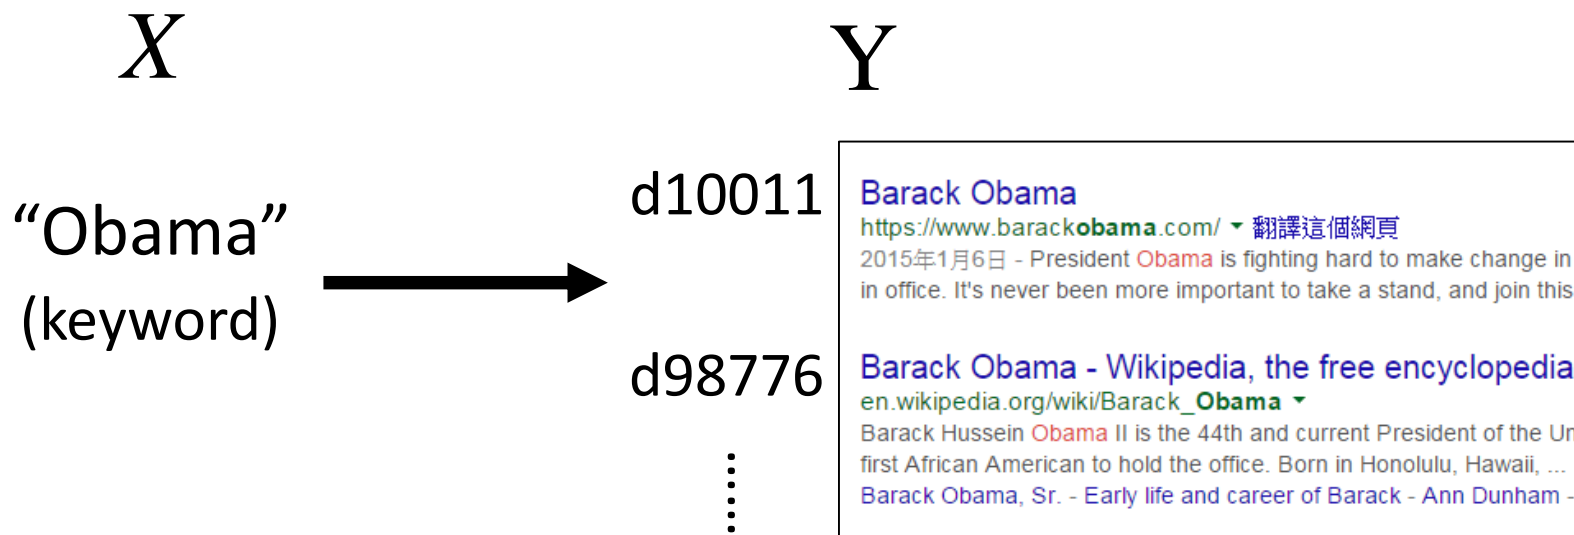 X
Y
“Obama”
(keyword)
d10011
Barack Obama
https://www.barackobama.com/ 翻譯這個網頁
2015年1月6日 - President Obama is fighting hard to make change in
in office. It's never been more important to take a stand, and join this
d98776
Barack Obama - Wikipedia, the free encyclopedia
en.wikipedia.org/wiki/Barack_Obama
Barack Hussein Obama II is the 44th and current President of the Un
first African American to hold the office. Born in Honolulu, Hawaii, ...
Barack Obama, Sr. - Early life and career of Barack - Ann Dunham -